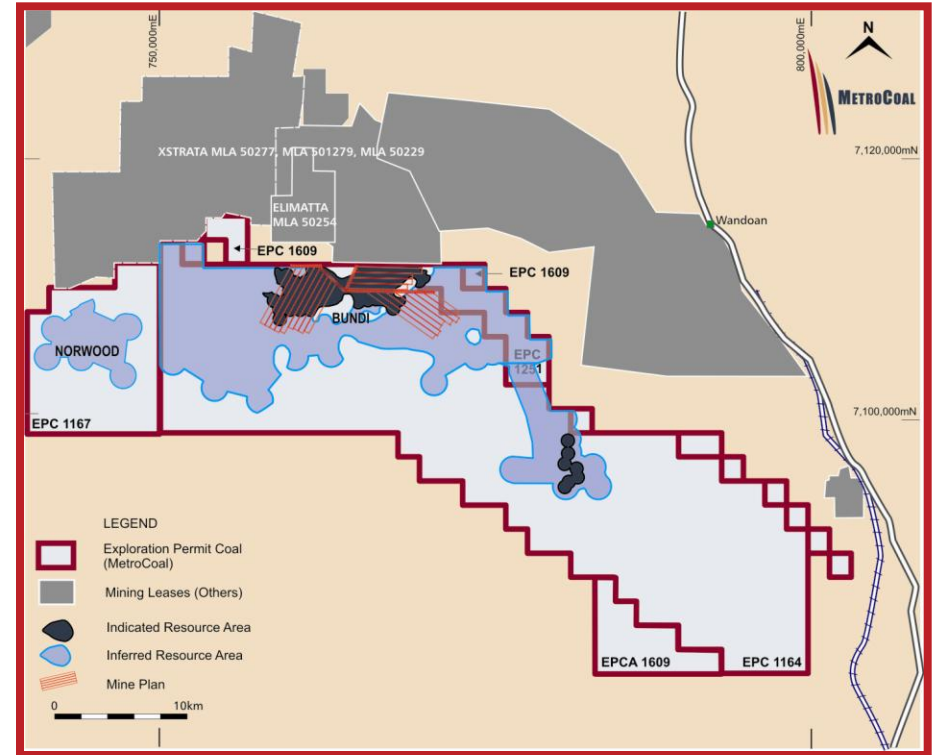 750,000mE
800,000mE
N
METROCOAL
XSTRATA MLA 50277, MLA 501279, MLA 50229
7,120,000mN
ELIMATTA
MLA 50254
Wandoan
EPC 1609
EPC 1609
BUNDI
NORWOOD
EPC
1251
EPC 1167
7,100,000mN
LEGEND
Exploration Permit Coal
(MetroCoal)
Mining Leases (Others)
Indicated Resource Area
Inferred Resource Area
EPCA 1609
EPC 1164
Mine Plan
0
10km